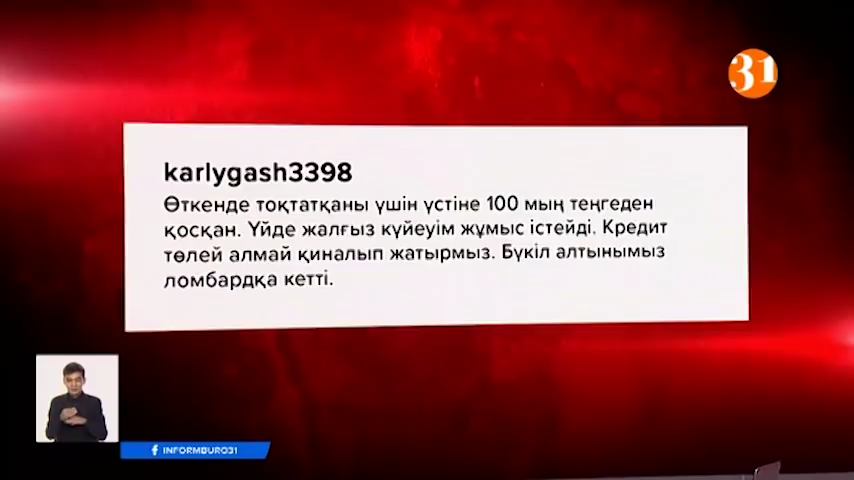 31
karlygash3398
Өткенде тоқтатқаны үшін үстіне 100 мың теңгеден
қосқан. Үйде жалғыз күйеуім жұмыс істейді. Кредит
төлей алмай қиналып жатырмыз. Бүкіл алтынымыз
ломбардқа кетті.
f INFORMBURO31